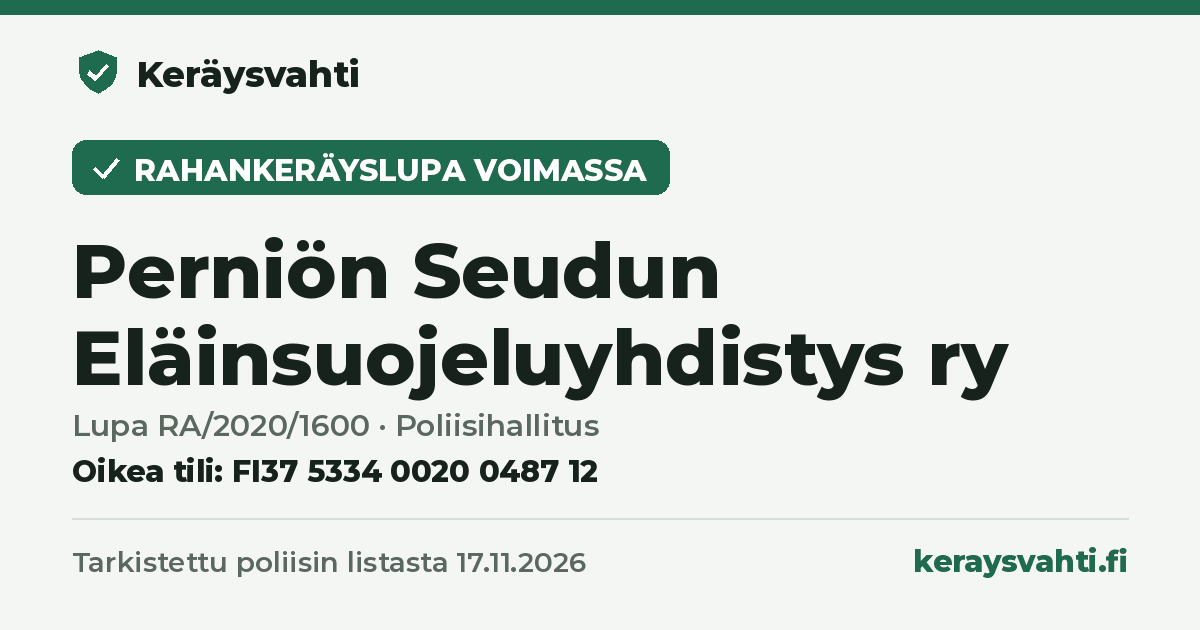 Keräysvahti
RAHANKERÄYSLUPA VOIMASSA
Perniön Seudun
Eläinsuojeluyhdistys ry
Lupa RA/2020/1600 · Poliisihallitus
Oikea tili: FI37 5334 0020 0487 12
Tarkistettu poliisin listasta 17.11.2026
keraysvahti.fi